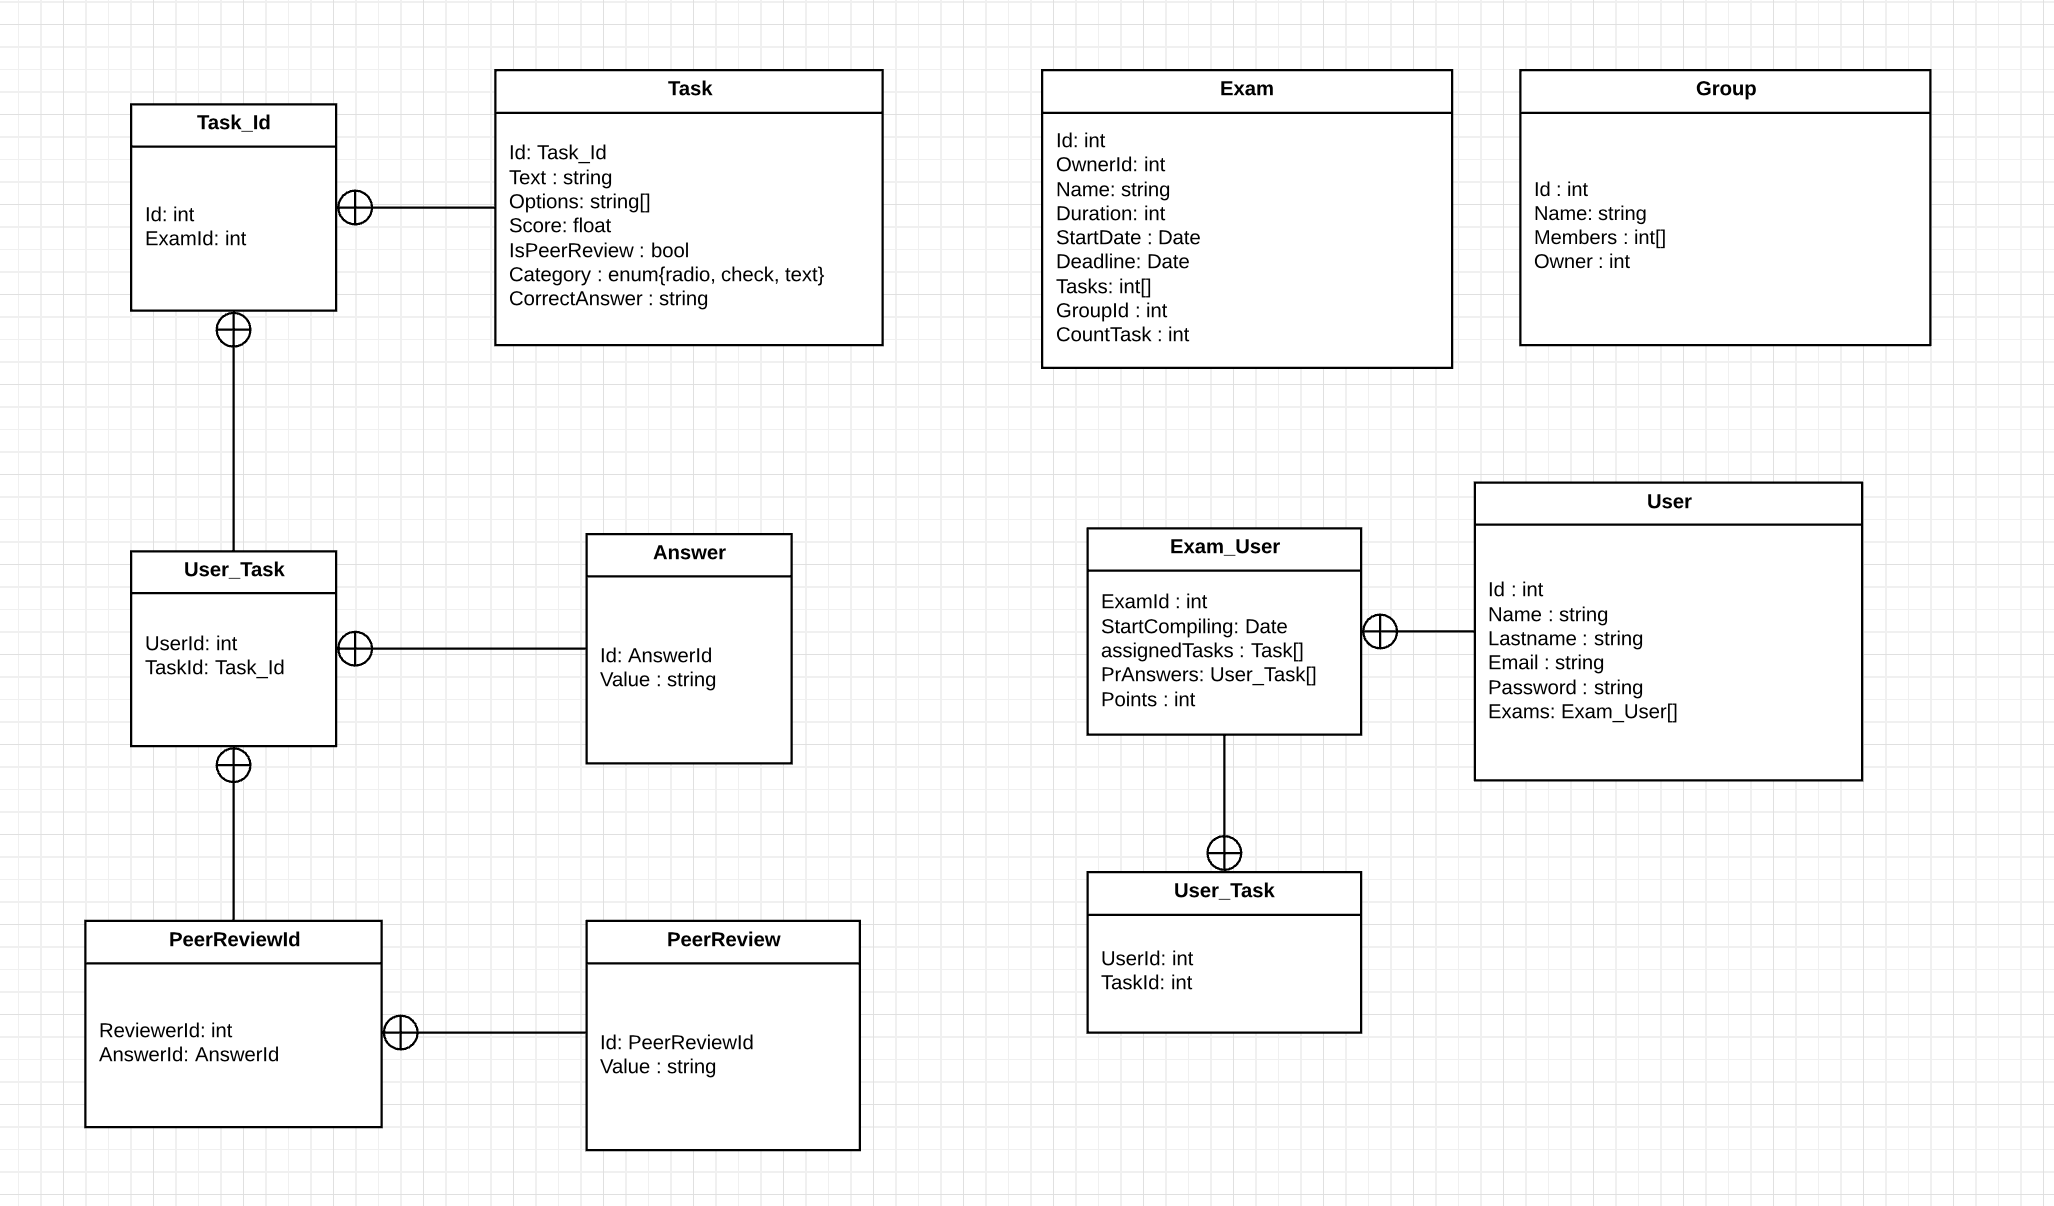 Task_Id
Id: int
ExamId: int
Task
Id: Task_Id
Text : string
Options: string[]
Score: float
IsPeerReview : bool
Category : enum{radio, check, text}
CorrectAnswer : string
Exam
Id: int
OwnerId: int
Name: string
Duration: int
StartDate : Date
Deadline: Date
Tasks: int[]
GroupId : int
CountTask : int
Group
Id : int
Name: string
Members : int[]
Owner : int
User_Task
UserId: int
TaskId: Task_Id
Answer
Id: AnswerId
Value : string
Exam_User
ExamId : int
StartCompiling: Date
assignedTasks : Task[]
PrAnswers: User_Task[]
Points : int
User
Id : int
Name : string
Lastname : string
Email : string
Password : string
Exams: Exam_User[]
PeerReviewId
ReviewerId: int
AnswerId: AnswerId
PeerReview
Id: PeerReviewId
Value : string
User_Task
UserId: int
TaskId: int